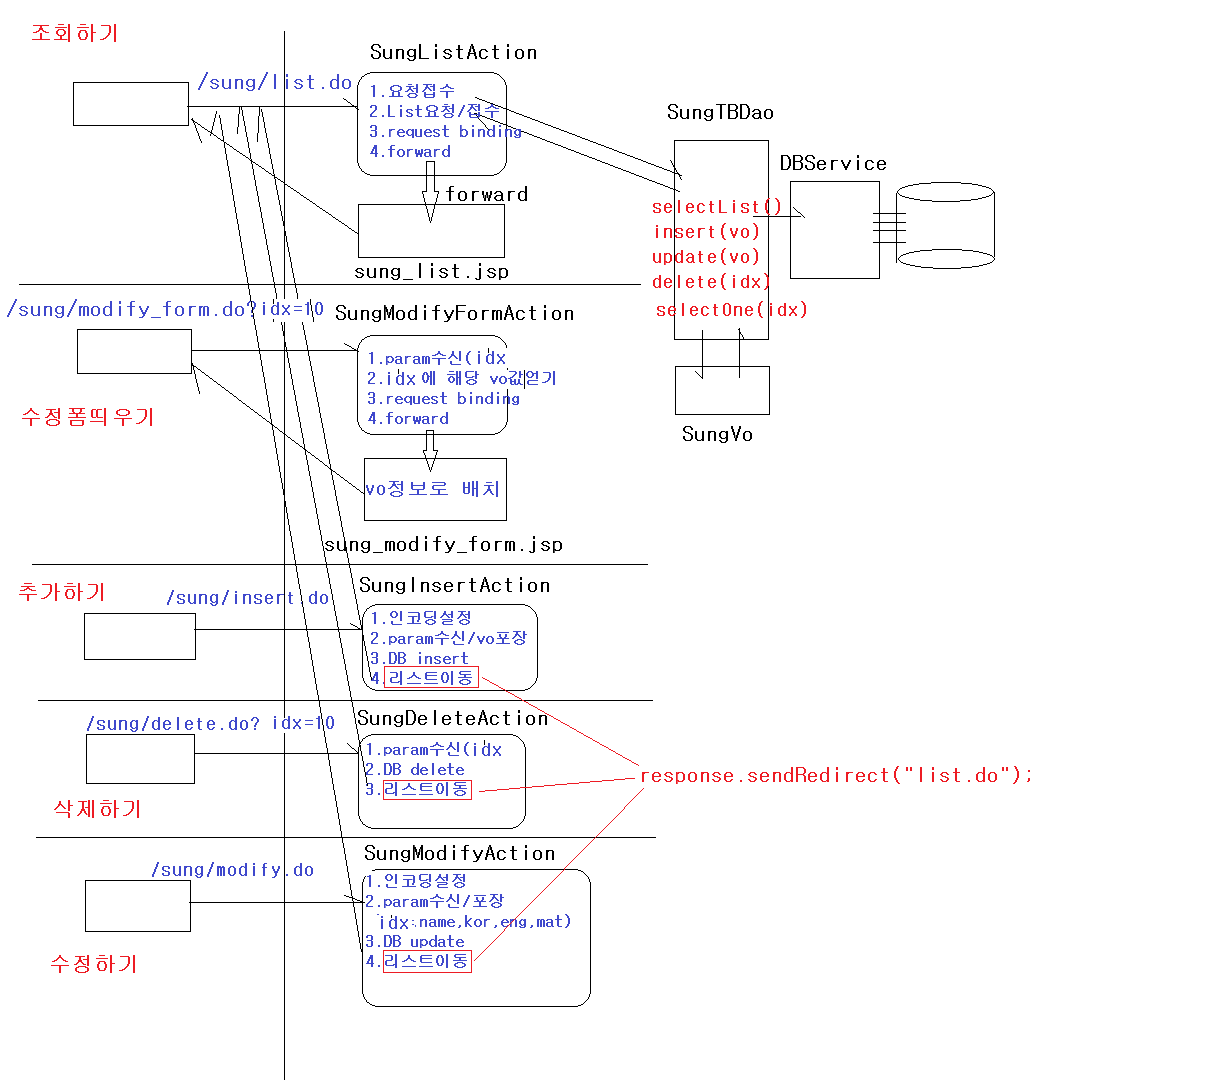 조회하기
/sung/list.do
SungListAction
1.요청접수
2.List요청/접수
3.request binding
4.forward
forward
sung_list.jsp
SungTBDao
selectList()
insert(vo)
update(vo)
delete(idx)
selectOne(idx)
DBService
SungVo
/sung/modify_form.do?idx=10
SungModifyFormAction
1.param수신(idx
2.idx에 해당 vo값얻기
3.request binding
4.forward
수정폼띄우기
vo정보로 배치
sung_modify_form.jsp
추가하기
/sung/insert.do
SungInsertAction
1.인코딩설정
2.param수신/vo포장
3.DB insert
4.리스트이동
/sung/delete.do? idx=10
SungDeleteAction
1.param수신(idx
2.DB delete
3.리스트이동
삭제하기
response.sendRedirect("list.do");
/sung/modify.do
SungModifyAction
1.인코딩설정
2.param수신/포장
idx:name,kor,eng,mat)
3.DB update
4.리스트이동
수정하기